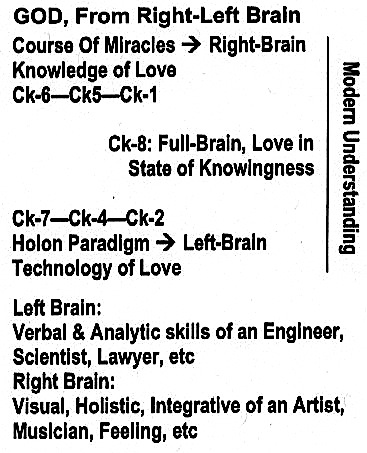 GOD, From Right-Left Brain
Course Of Miracles → Right-Brain
Knowledge of Love
Ck-6—Ck5—Ck-1
Ck-8: Full-Brain, Love in
State of Knowingness
Ck-7—Ck-4—Ck-2
Holon Paradigm → Left-Brain
Technology of Love
Modern Understanding
Left Brain:
Verbal & Analytic skills of an Engineer,
Scientist, Lawyer, etc
Right Brain:
Visual, Holistic, Integrative of an Artist,
Musician, Feeling, etc